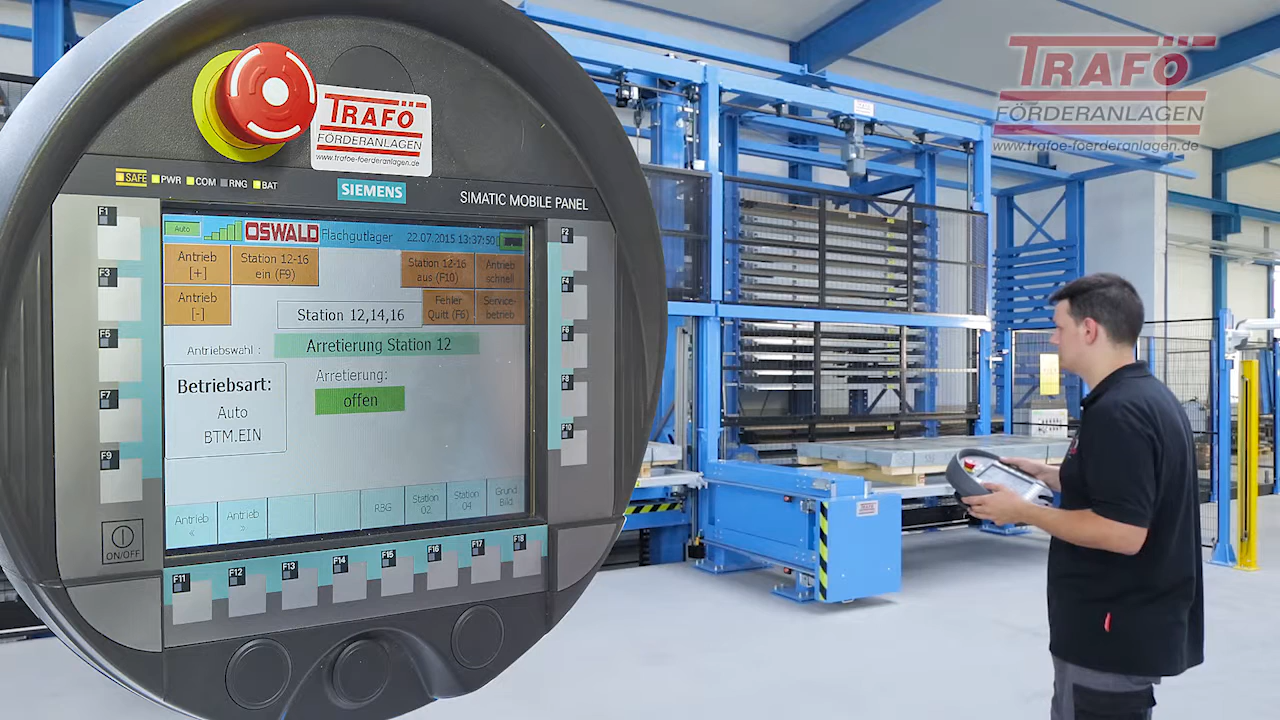 TRAFÖ
FÖRDERANLAGEN
www.trafoe-foerderanlagen.de
TRAFÖ
FÖRDERANLAGEN
www.trafoe-foerderanlagen.de
SAFE PWR COM RNG BAT
SIEMENS
SIMATIC MOBILE PANEL
F1
F3
F5
F7
F9
F2
F4
F6
F8
F10
Auto
OSWALD
Flachgutlager
22.07.2015 13:37:50
Antrieb
[+]
Station 12-16
ein (F9)
Station 12-16
aus (F10)
Antrieb
schnell
Antrieb
[-]
Fehler
Quitt (F6)
Service-
betrieb
Station 12,14,16
Antriebswahl :
Arretierung Station 12
Betriebsart:
Auto
BTM.EIN
Arretierung:
offen
Antrieb
«
Antrieb
»
RBG
Station
02
Station
04
Grund
Bild
ON/OFF
F11
F12
F13
F14
F15
F16
F17
F18